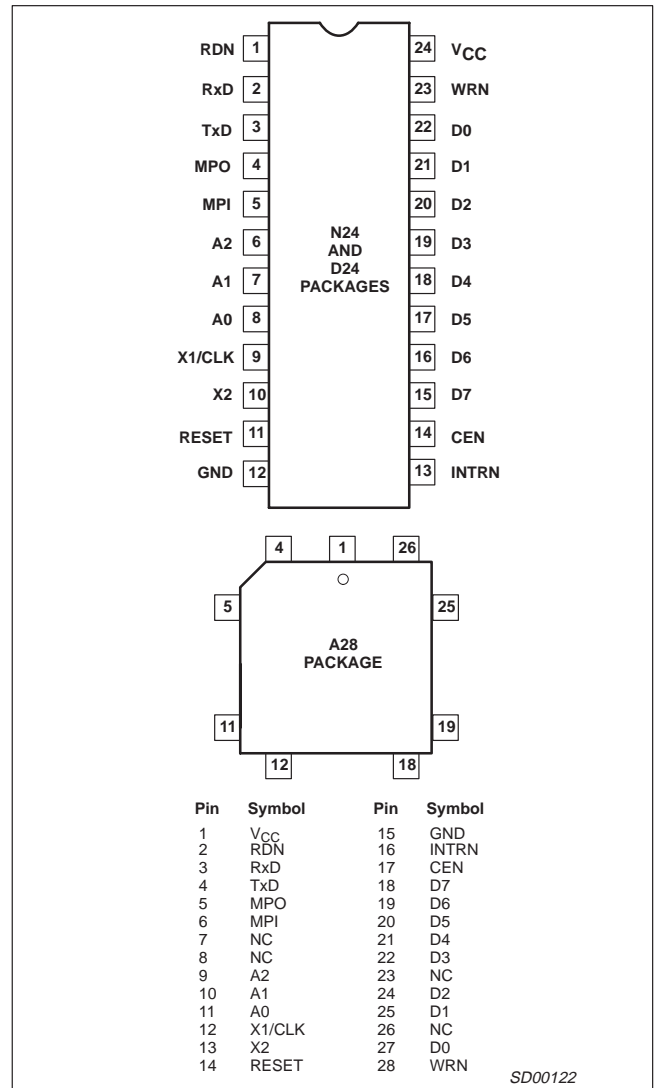 RDN 1 24 VCC
RxD 2 23 WRN
TxD 3 22 D0
MPO 4 21 D1
MPI 5 20 D2
A2 6 19 D3
A1 7 18 D4
A0 8 17 D5
X1/CLK 9 16 D6
X2 10 15 D7
RESET 11 14 CEN
GND 12 13 INTRN
N24
AND
D24
PACKAGES
4 1 26
5 25
A28
PACKAGE
11 19
12 18
Pin Symbol Pin Symbol
1 VCC 15 GND
2 RDN 16 INTRN
3 RxD 17 CEN
4 TxD 18 D7
5 MPO 19 D6
6 MPI 20 D5
7 NC 21 D4
8 NC 22 D3
9 A2 23 NC
10 A1 24 D2
11 A0 25 D1
12 X1/CLK 26 NC
13 X2 27 D0
14 RESET 28 WRN
SD00122